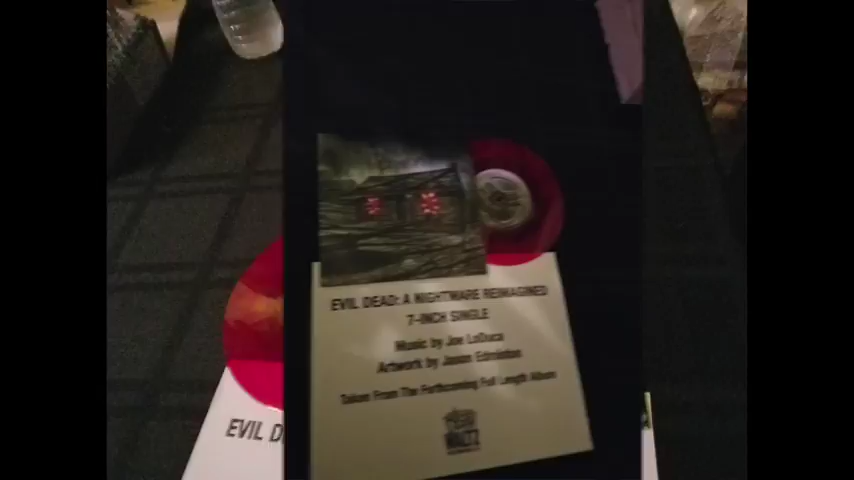 EVIL DEAD: A NIGHTMARE REIMAGINED
7-INCH SINGLE
Music by Joe LoDuca
Artwork by Jason Edmiston
Taken From The Forthcoming Full Length Album
WALTZ
EVIL D